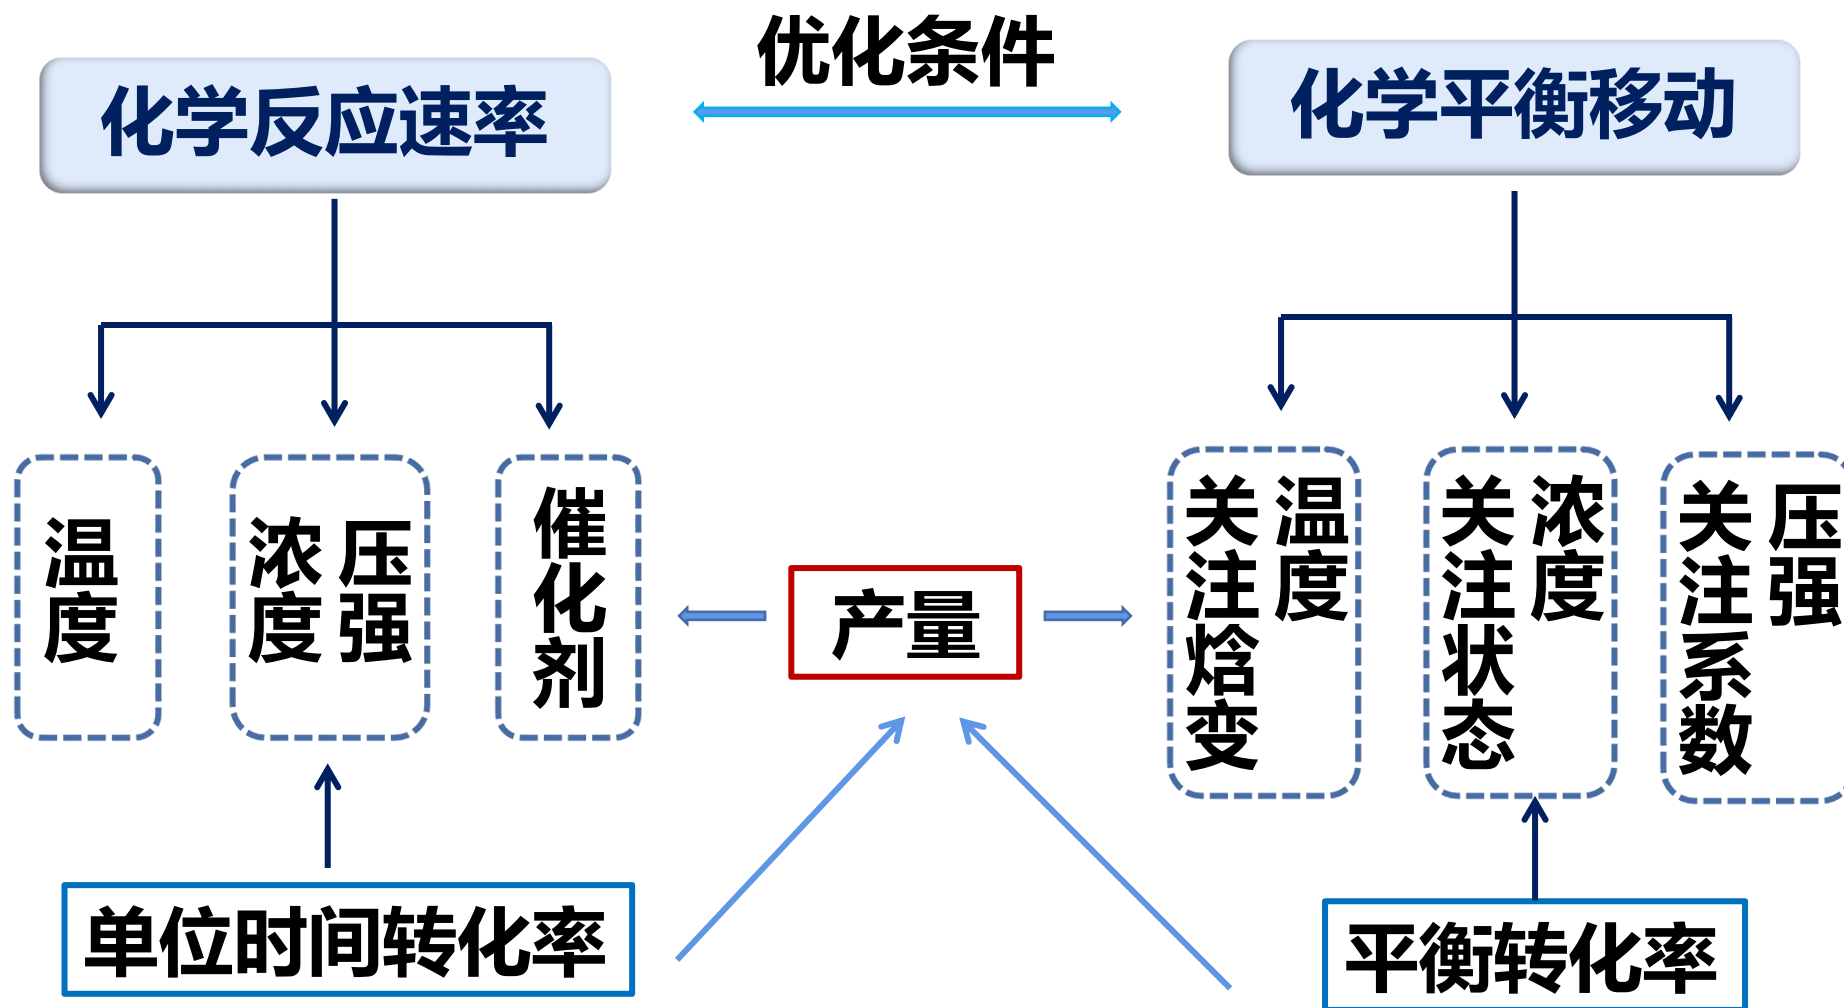 优化条件
化学反应速率
化学平衡移动
温度
浓度
压强
催化剂
产量
温度
关注焓变
浓度
关注状态
压强
关注系数
单位时间转化率
平衡转化率